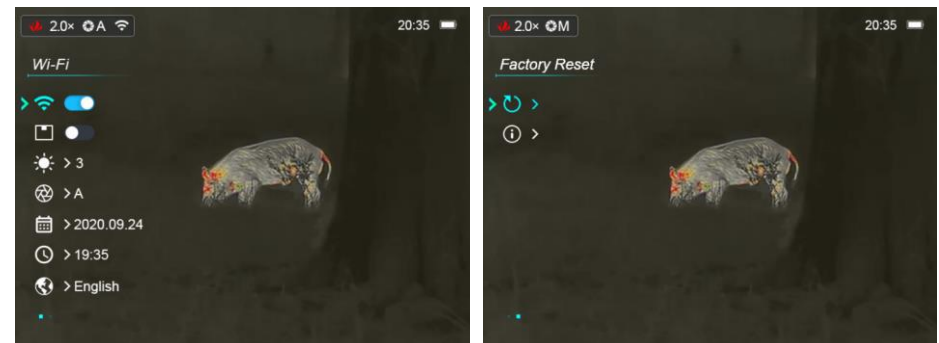 2.0× A 20:35
Wi-Fi
3
A
2020.09.24
19:35
English
2.0× M 20:35
Factory Reset